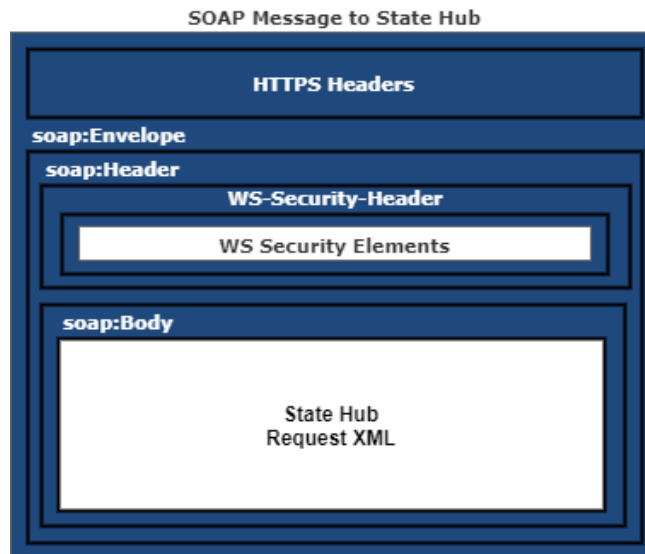 SOAP Message to State Hub
HTTPS Headers
soap:Envelope
soap:Header
WS-Security-Header
WS Security Elements
soap:Body
State Hub
Request XML